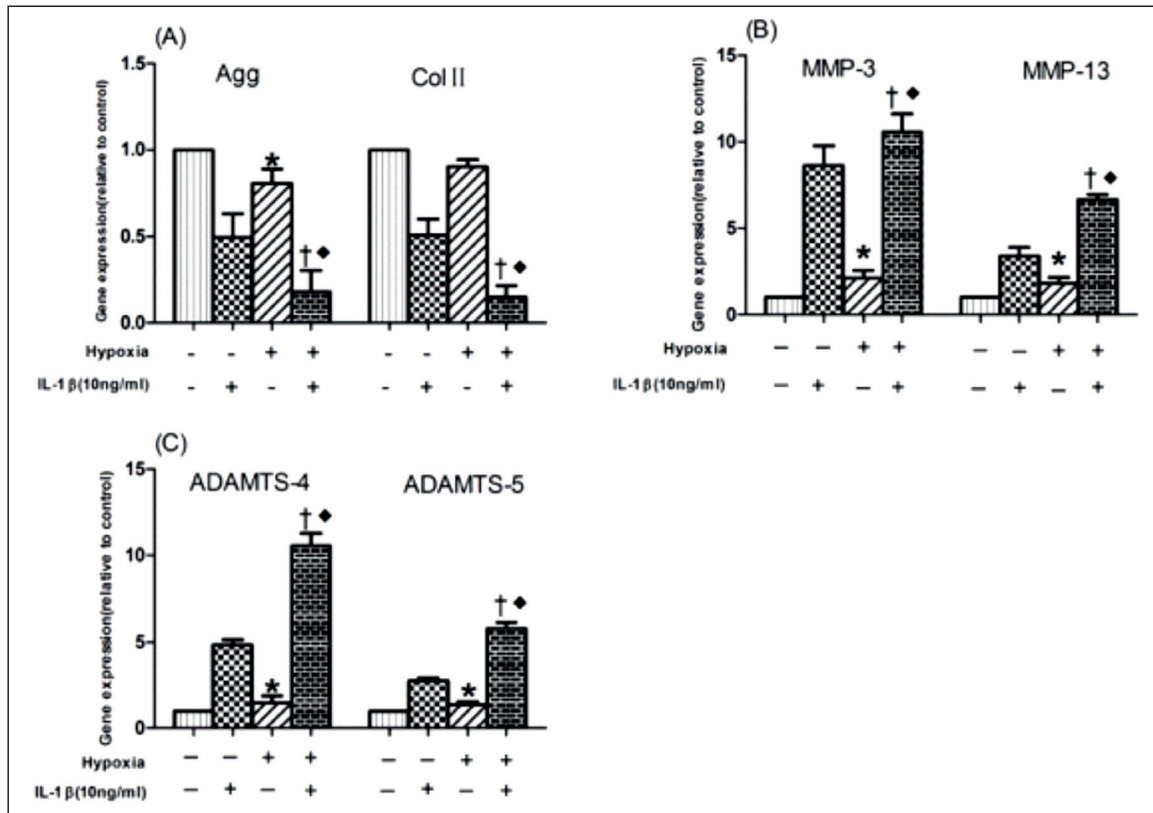 (A)
Agg Col II
Gene expression(relative to control)
1.5
1.0
0.5
0.0
* † ◆ † ◆
Hypoxia - - + + - - + +
IL-1β(10ng/ml) - + - + - + - +
(B)
MMP-3 MMP-13
Gene expression(relative to control)
15
10
5
0
* † ◆ * † ◆
Hypoxia – – + + – – + +
IL-1β(10ng/ml) – + – + – + – +
(C)
ADAMTS-4 ADAMTS-5
Gene expression(relative to control)
15
10
5
0
* † ◆ * † ◆
Hypoxia – – + + – – + +
IL-1β(10ng/ml) – + – + – + – +